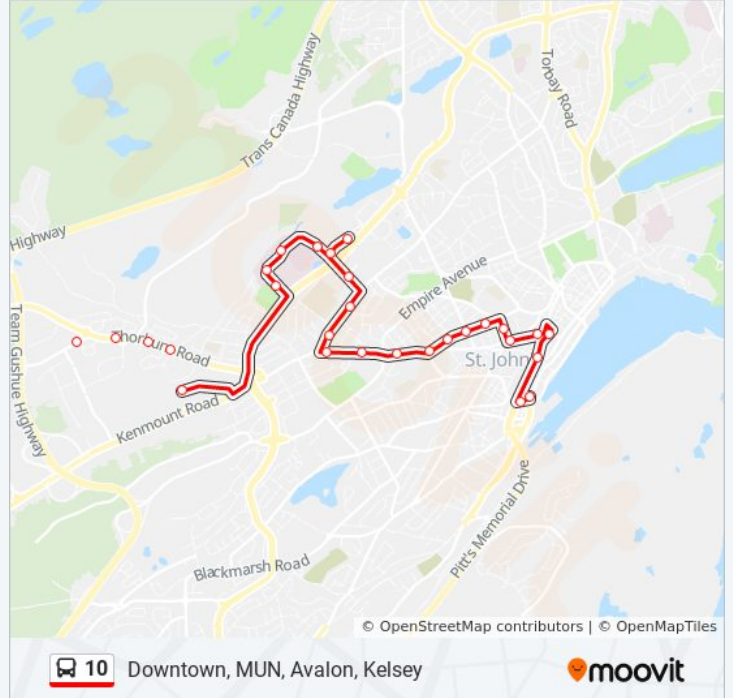 Trans Canada Highway
Torbay Road
Highway
Empire Avenue
Team Gushue Highway
Thorburn Road
St. John
Kenmount Road
Pitt's Memorial Drive
Blackmarsh Road
© OpenStreetMap contributors | © OpenMapTiles
10 Downtown, MUN, Avalon, Kelsey
moovit